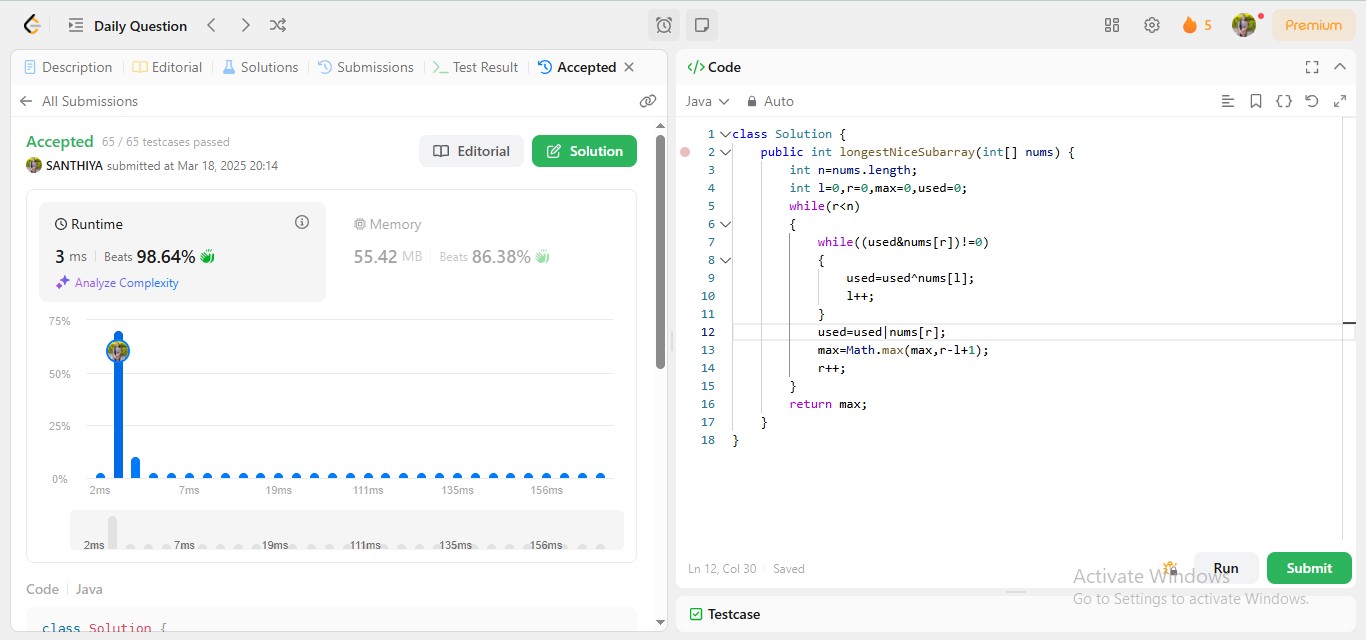 Daily Question
5
Premium
Description
Editorial
Solutions
Submissions
Test Result
Accepted
All Submissions
Accepted 65 / 65 testcases passed
SANTHIYA submitted at Mar 18, 2025 20:14
Editorial
Solution
Runtime
3 ms Beats 98.64%
Analyze Complexity
Memory
55.42 MB Beats 86.38%
75%
50%
25%
0%
2ms 7ms 19ms 111ms 135ms 156ms
2ms 7ms 19ms 111ms 135ms 156ms
Code Java
class Solution {
</> Code
Java Auto
1 class Solution {
2 public int longestNiceSubarray(int[] nums) {
3 int n=nums.length;
4 int l=0,r=0,max=0,used=0;
5 while(r<n)
6 {
7 while((used&nums[r])!=0)
8 {
9 used=used^nums[l];
10 l++;
11 }
12 used=used|nums[r];
13 max=Math.max(max,r-l+1);
14 r++;
15 }
16 return max;
17 }
18 }
Ln 12, Col 30 Saved
Run
Submit
Activate Windows
Go to Settings to activate Windows.
Testcase